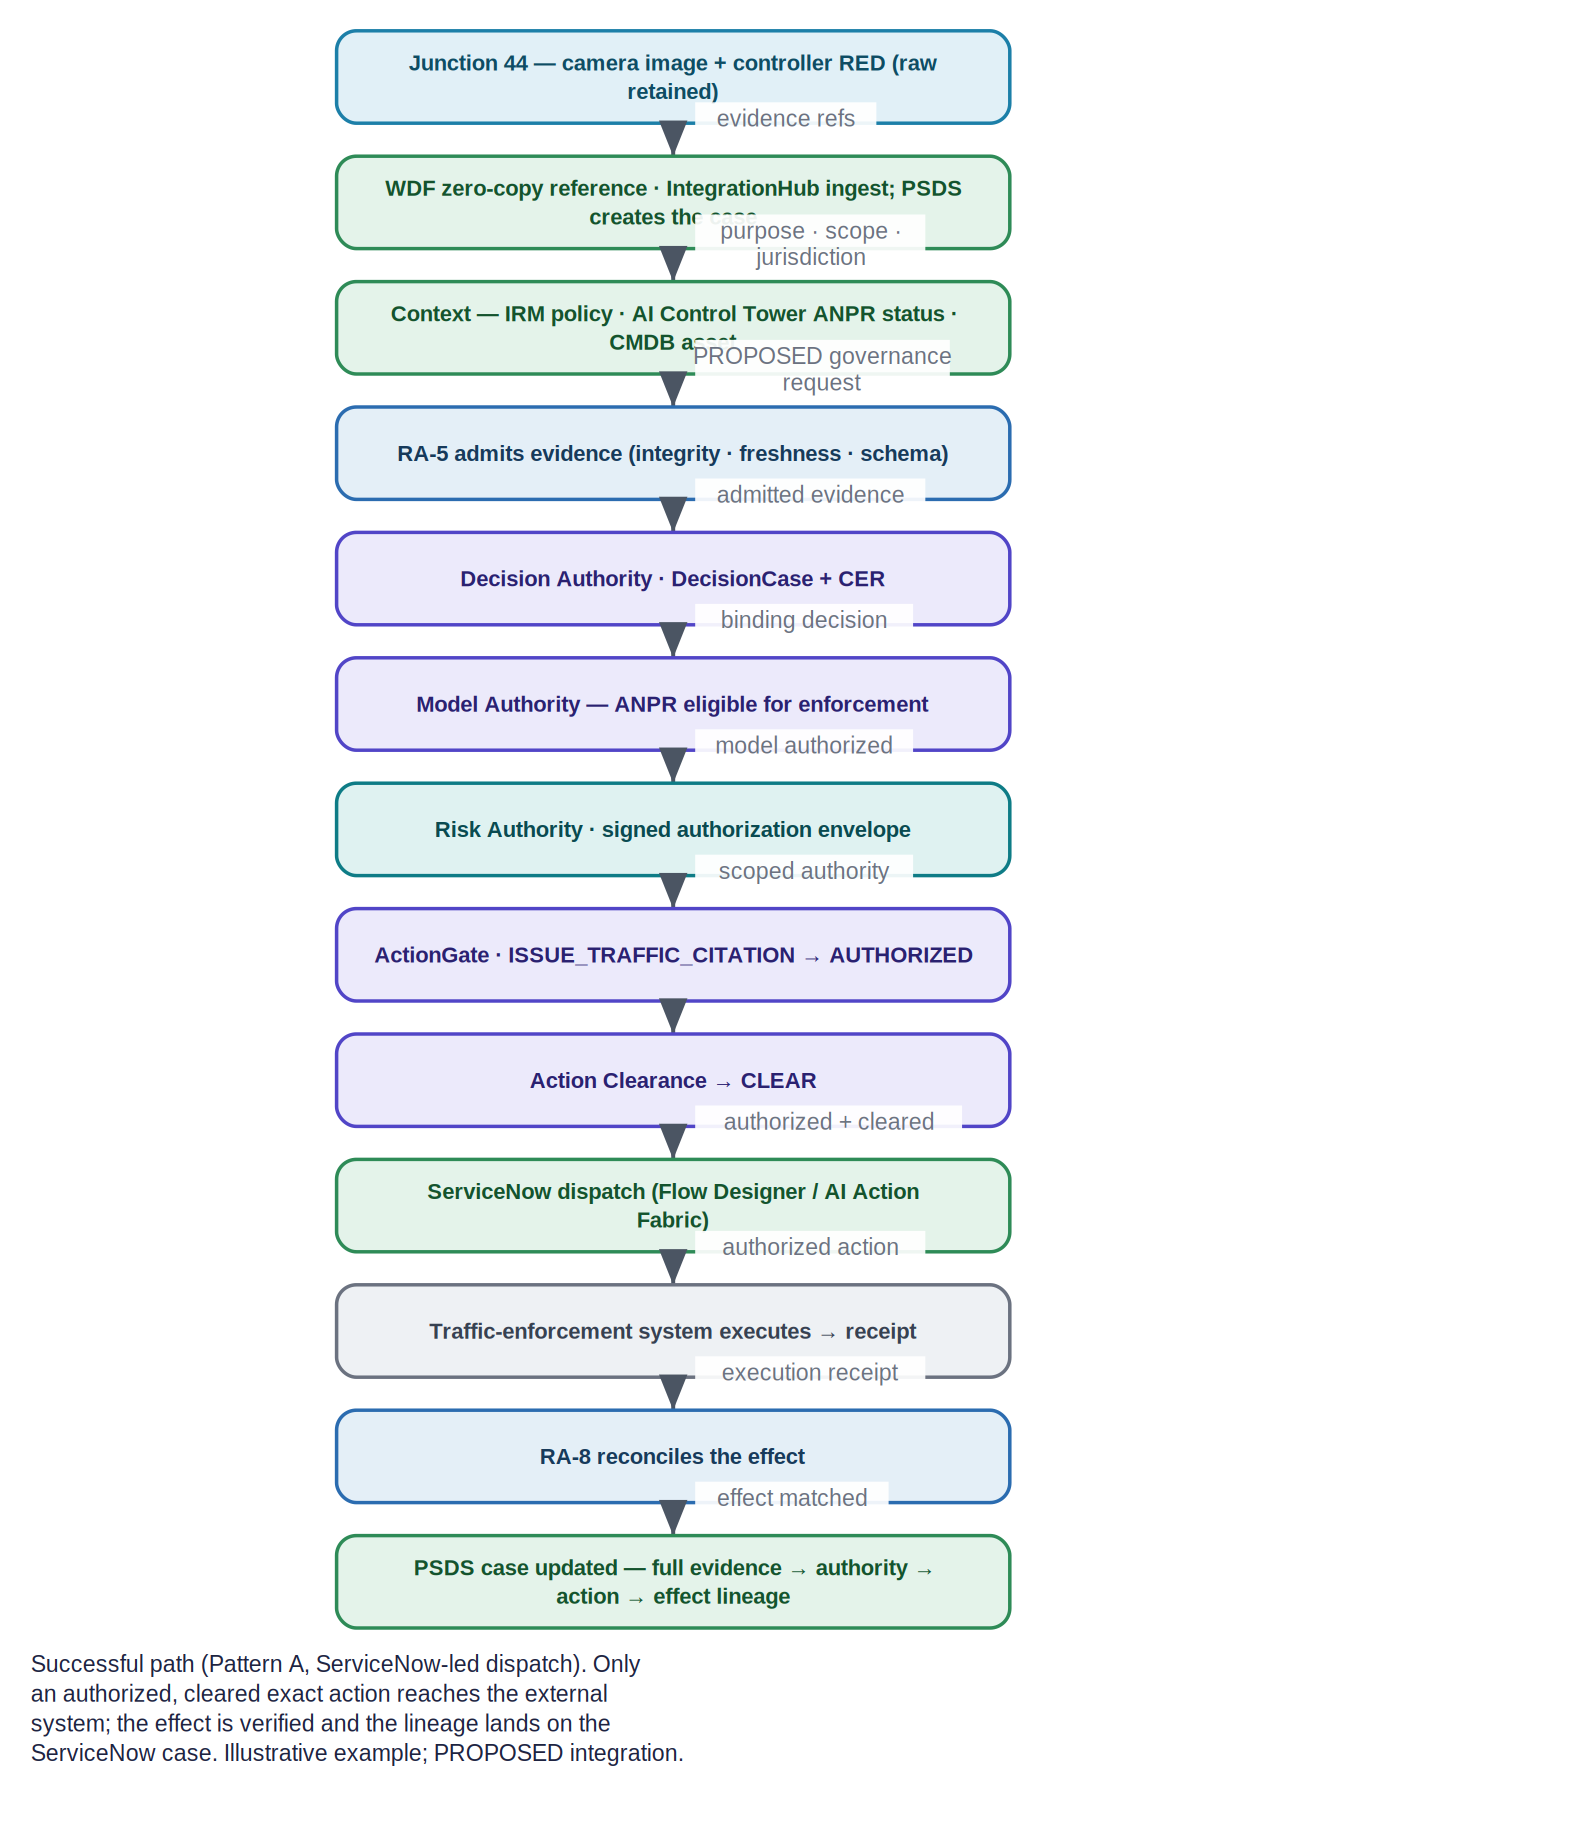 Junction 44 — camera image + controller RED (raw
retained)
evidence refs
WDF zero-copy reference · IntegrationHub ingest; PSDS
creates the case
purpose · scope ·
jurisdiction
Context — IRM policy · AI Control Tower ANPR status ·
CMDB asset
PROPOSED governance
request
RA-5 admits evidence (integrity · freshness · schema)
admitted evidence
Decision Authority · DecisionCase + CER
binding decision
Model Authority — ANPR eligible for enforcement
model authorized
Risk Authority · signed authorization envelope
scoped authority
ActionGate · ISSUE_TRAFFIC_CITATION → AUTHORIZED
Action Clearance → CLEAR
authorized + cleared
ServiceNow dispatch (Flow Designer / AI Action
Fabric)
authorized action
Traffic-enforcement system executes → receipt
execution receipt
RA-8 reconciles the effect
effect matched
PSDS case updated — full evidence → authority →
action → effect lineage
Successful path (Pattern A, ServiceNow-led dispatch). Only
an authorized, cleared exact action reaches the external
system; the effect is verified and the lineage lands on the
ServiceNow case. Illustrative example; PROPOSED integration.